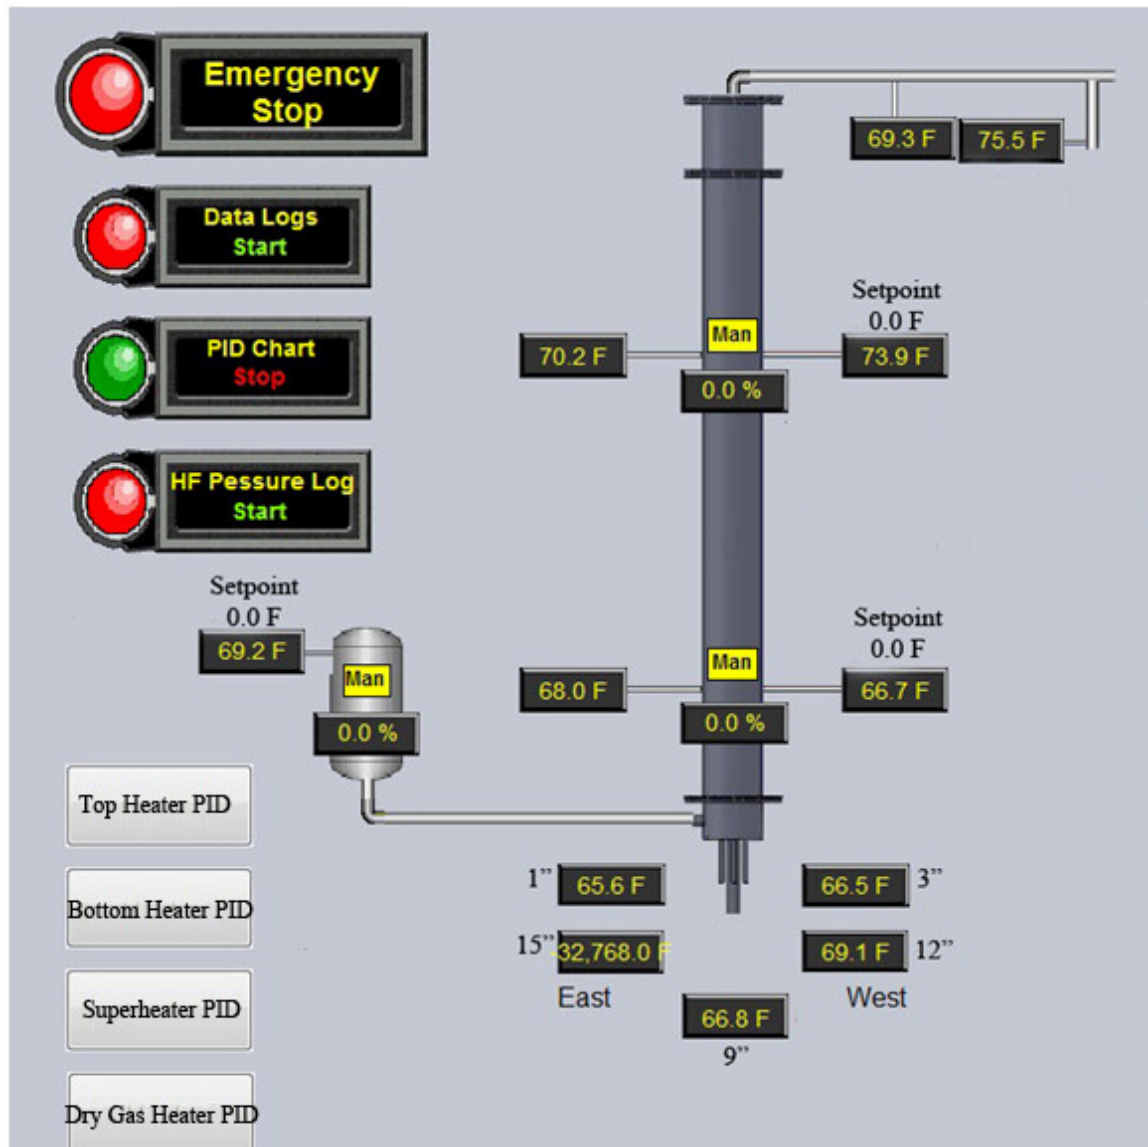 Emergency
Stop
69.3 F
75.5 F
Data Logs
Start
Setpoint
0.0 F
PID Chart
Stop
Man
70.2 F
73.9 F
0.0 %
HF Pessure Log
Start
Setpoint
0.0 F
69.2 F
Setpoint
0.0 F
Man
Man
68.0 F
66.7 F
0.0 %
0.0 %
Top Heater PID
1” 65.6 F
66.5 F 3”
Bottom Heater PID
15” -32,768.0 F
69.1 F 12”
East
West
Superheater PID
66.8 F
9”
Dry Gas Heater PID